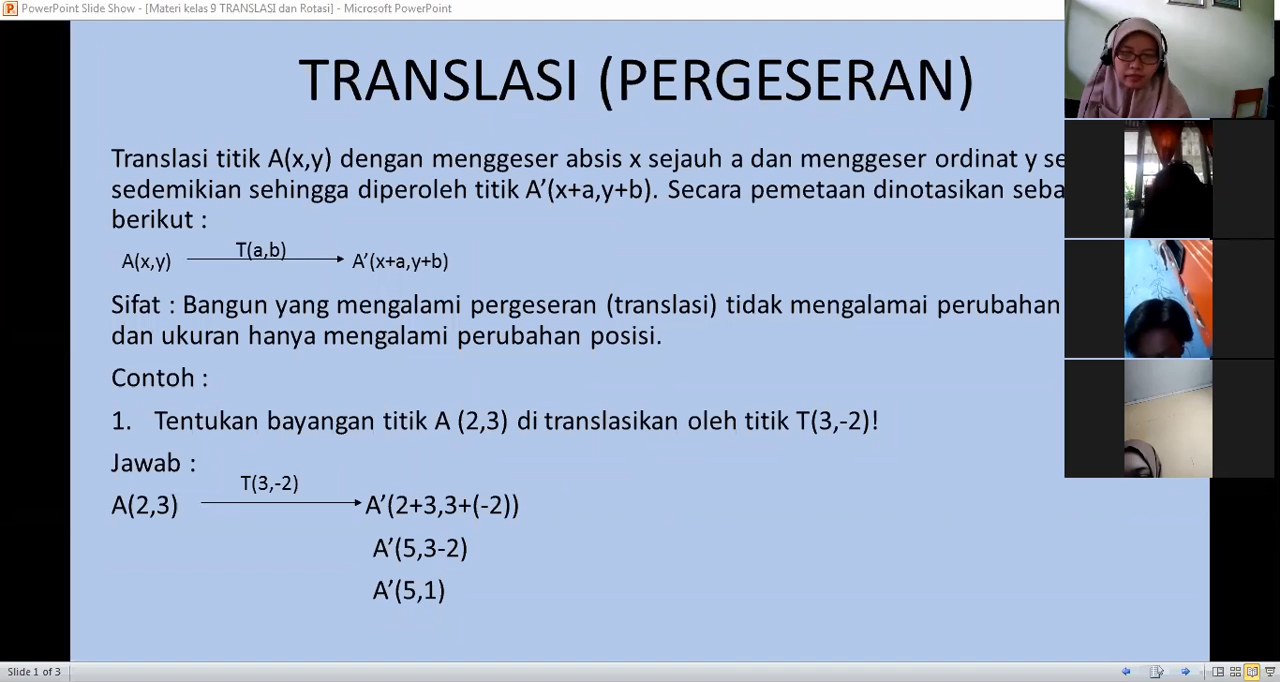 PowerPoint Slide Show - [Materi kelas 9 TRANSLASI dan Rotasi] - Microsoft PowerPoint
TRANSLASI (PERGESERAN)
Translasi titik A(x,y) dengan menggeser absis x sejauh a dan menggeser ordinat y
sedemikian sehingga diperoleh titik A’(x+a,y+b). Secara pemetaan dinotasikan
berikut :
T(a,b)
A(x,y) A’(x+a,y+b)
Sifat : Bangun yang mengalami pergeseran (translasi) tidak mengalamai perubahan
dan ukuran hanya mengalami perubahan posisi.
Contoh :
1. Tentukan bayangan titik A (2,3) di translasikan oleh titik T(3,-2)!
Jawab :
T(3,-2)
A(2,3) A’(2+3,3+(-2))
A’(5,3-2)
A’(5,1)
Slide 1 of 3